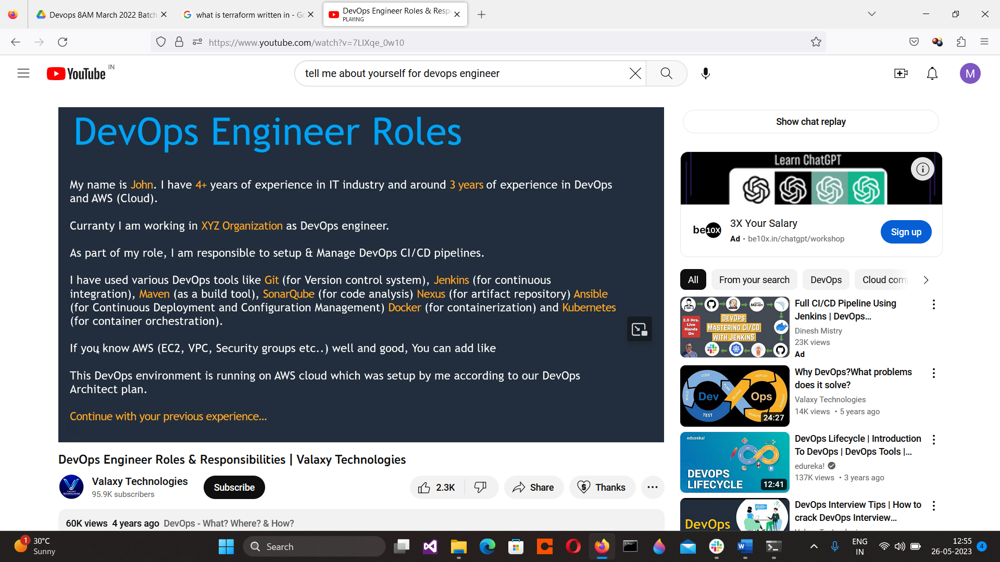 Devops 8AM March 2022 Batch
what is terraform written in - Go
DevOps Engineer Roles & Resp
PLAYING
https://www.youtube.com/watch?v=7LIXqe_0w10
YouTube IN
tell me about yourself for devops engineer
M
DevOps Engineer Roles
My name is John. I have 4+ years of experience in IT industry and around 3 years of experience in DevOps
and AWS (Cloud).
Curranty I am working in XYZ Organization as DevOps engineer.
As part of my role, I am responsible to setup & Manage DevOps CI/CD pipelines.
I have used various DevOps tools like Git (for Version control system), Jenkins (for continuous
integration), Maven (as a build tool), SonarQube (for code analysis) Nexus (for artifact repository) Ansible
(for Continuous Deployment and Configuration Management) Docker (for containerization) and Kubernetes
(for container orchestration).
If you know AWS (EC2, VPC, Security groups etc..) well and good, You can add like
This DevOps environment is running on AWS cloud which was setup by me according to our DevOps
Architect plan.
Continue with your previous experience...
DevOps Engineer Roles & Responsibilities | Valaxy Technologies
VALAXY
TECHNOLOGIES
Valaxy Technologies
95.9K subscribers
Subscribe
2.3K
Share
Thanks
60K views 4 years ago DevOps - What? Where? & How?
Show chat replay
Learn ChatGPT
be10X
3X Your Salary
Ad · be10x.in/chatgpt/workshop
Sign up
All
From your search
DevOps
Cloud com
2.5 Hrs.
Live
Hands
On
Maven
DEVOPS
MASTERING CI/CD
WITH JENKINS
Full CI/CD Pipeline Using
Jenkins | DevOps...
Dinesh Mistry
23K views
Ad
CODE
BUILD
PLAN
TEST
Dev
RELEASE
DEPLOY
OPERATE
MONITO
Ops
24:27
Why DevOps?What problems
does it solve?
Valaxy Technologies
14K views • 5 years ago
edureka!
DEVOPS
LIFECYCLE
12:41
DevOps Lifecycle | Introduction
To DevOps | DevOps Tools |...
edureka!
137K views • 3 years ago
DevOps
DevOps Interview Tips | How to
crack DevOps Interview...
1
30°C
Sunny
Search
ENG
IN
12:55
26-05-2023
4